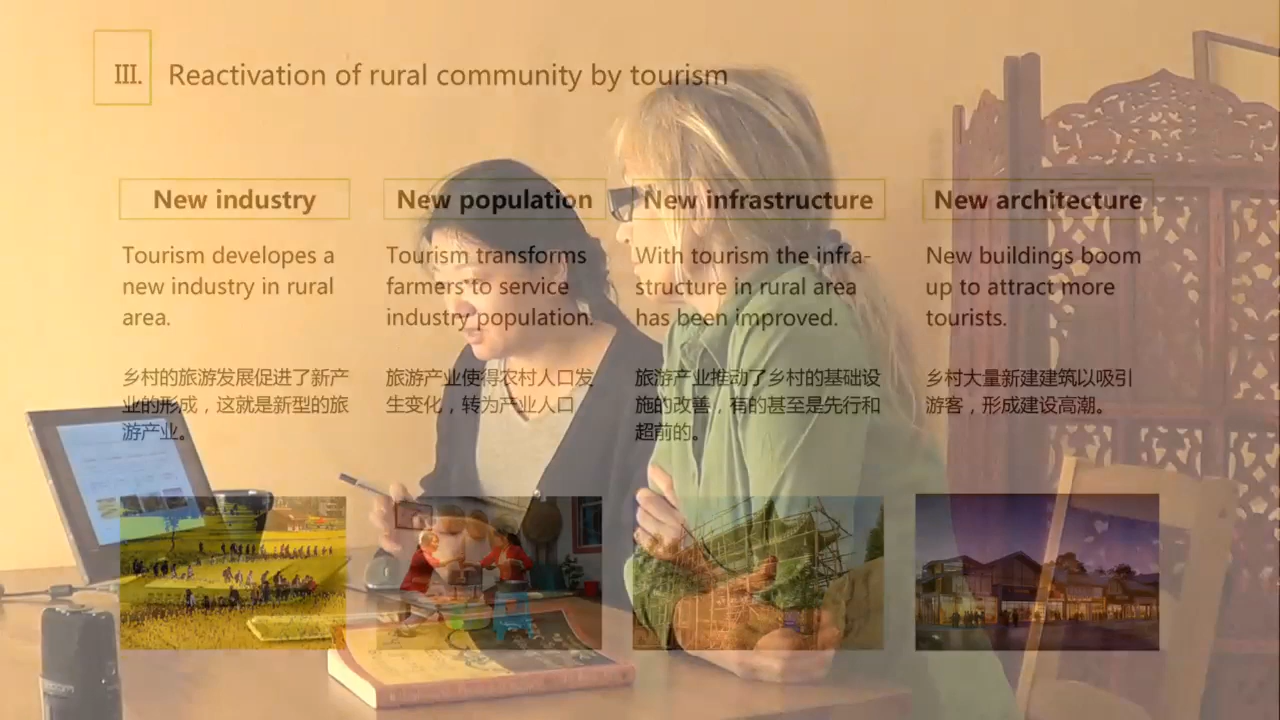 III. Reactivation of rural community by tourism
New industry
Tourism developes a
new industry in rural
area.
乡村的旅游发展促进了新产
业的形成，这就是新型的旅
游产业。
New population
Tourism transforms
farmers to service
industry population.
旅游产业使得农村人口发
生变化，转为产业人口
New infrastructure
With tourism the infra-
structure in rural area
has been improved.
旅游产业推动了乡村的基础设
施的改善，有的甚至是先行和
超前的。
New architecture
New buildings boom
up to attract more
tourists.
乡村大量新建建筑以吸引
游客，形成建设高潮。